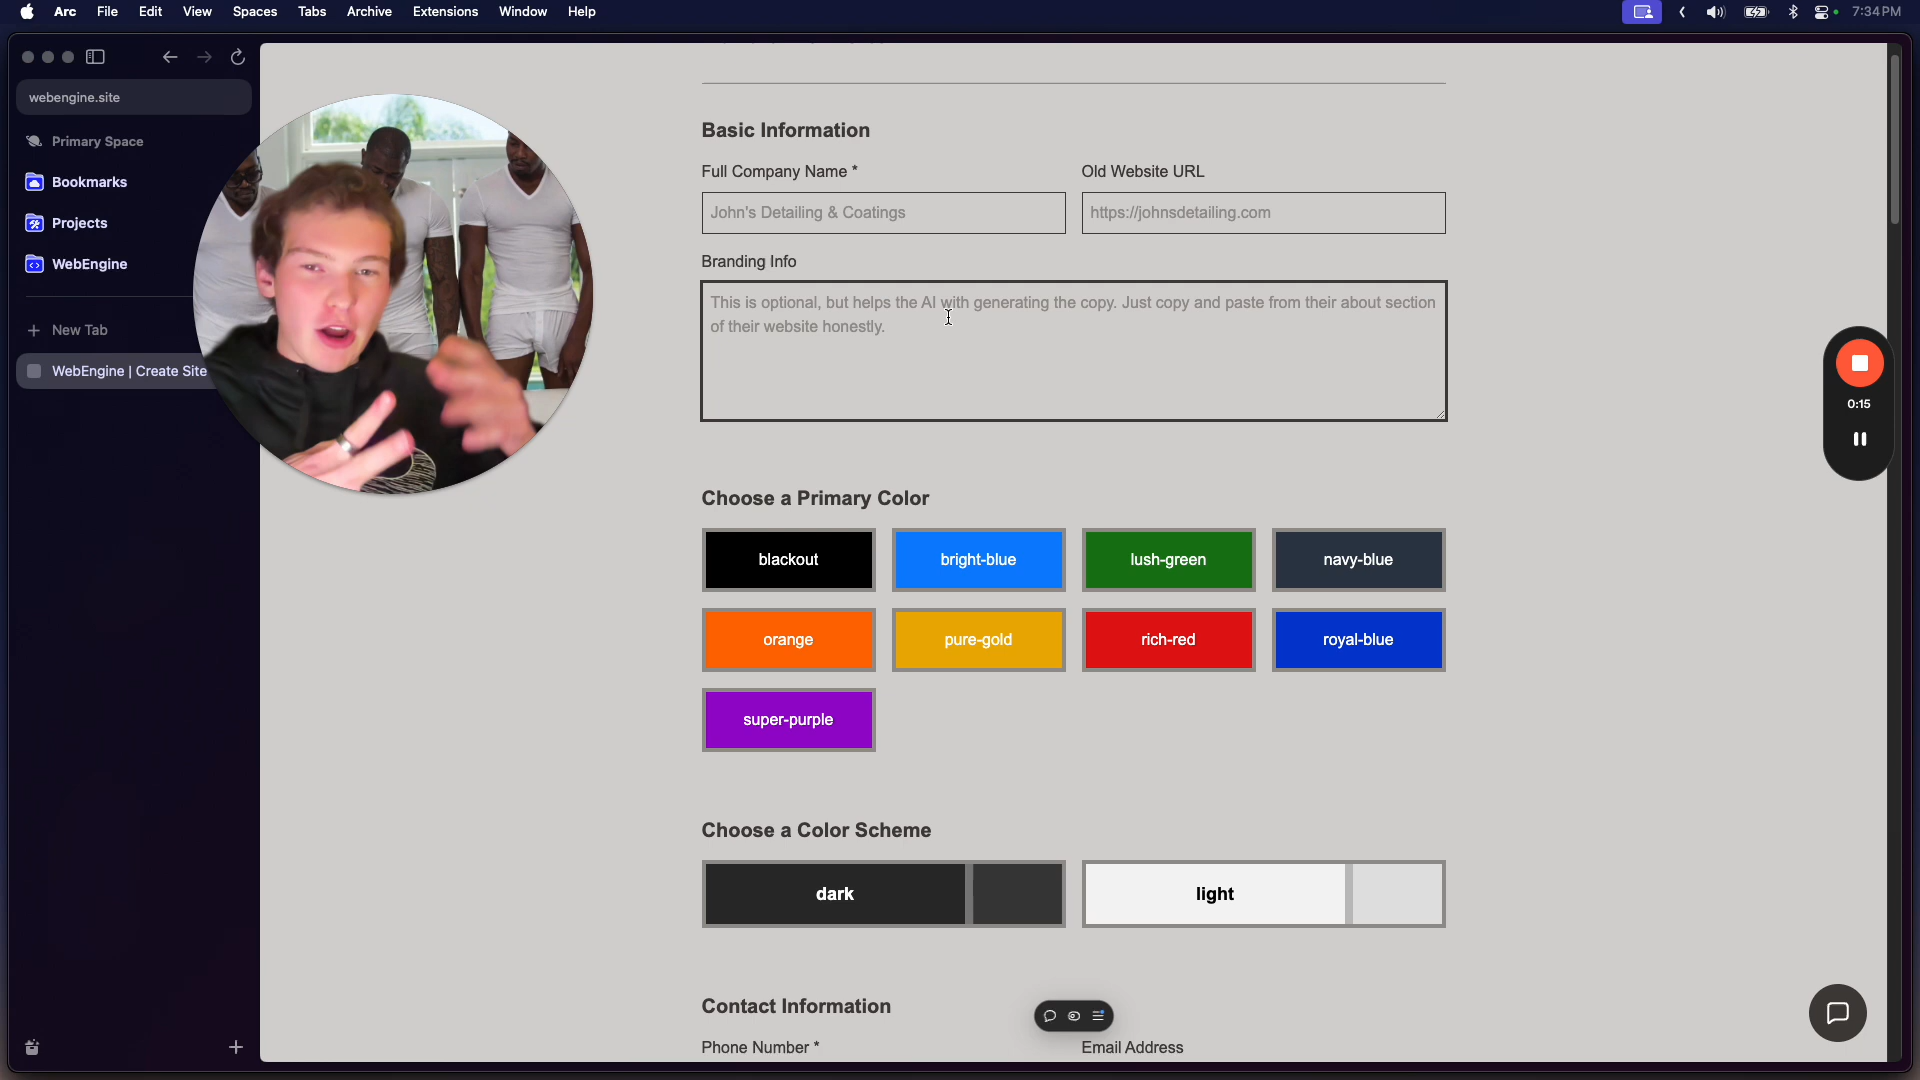 Arc File Edit View Spaces Tabs Archive Extensions Window Help 7:34 PM
webengine.site
Primary Space
Bookmarks
Projects
WebEngine
New Tab
WebEngine | Create Site
Basic Information
Full Company Name * Old Website URL
John's Detailing & Coatings https://johnsdetailing.com
Branding Info
This is optional, but helps the AI with generating the copy. Just copy and paste from their about section
of their website honestly.
0:15
Choose a Primary Color
blackout bright-blue lush-green navy-blue
orange pure-gold rich-red royal-blue
super-purple
Choose a Color Scheme
dark light
Contact Information
Phone Number * Email Address